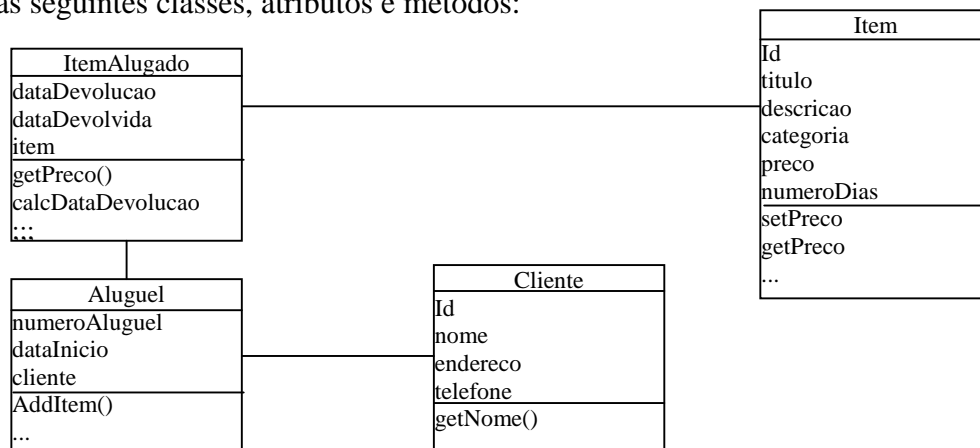 as seguintes classes, atributos e métodos:
Item
Id
titulo
descricao
categoria
preco
numeroDias
setPreco
getPreco
...
ItemAlugado
dataDevolucao
dataDevolvida
item
getPreco()
calcDataDevolucao
;;;
Aluguel
numeroAluguel
dataInicio
cliente
AddItem()
...
Cliente
Id
nome
endereco
telefone
getNome()